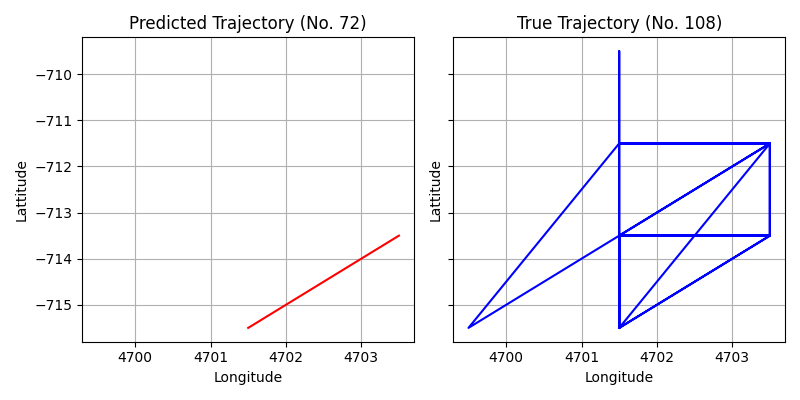 Predicted Trajectory (No. 72)
True Trajectory (No. 108)
Lattitude
−710
−711
−712
−713
−714
−715
4700 4701 4702 4703
Longitude
Lattitude
4700 4701 4702 4703
Longitude